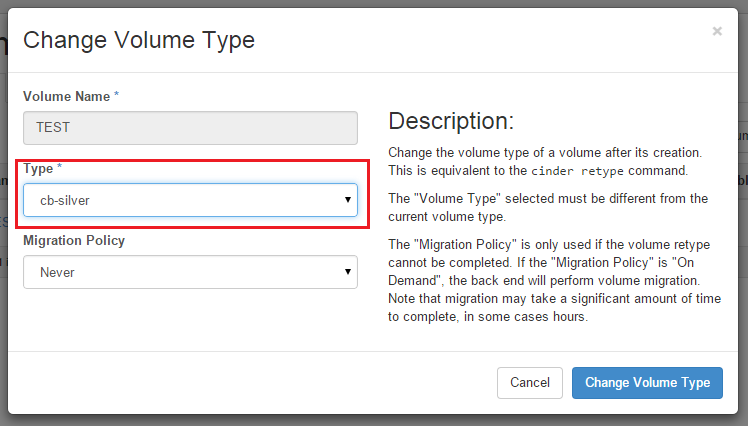 Change Volume Type
×
Volume Name *
TEST
Type *
cb-silver
Migration Policy
Never
Description:
Change the volume type of a volume after its creation.
This is equivalent to the cinder retype command.
The "Volume Type" selected must be different from the
current volume type.
The "Migration Policy" is only used if the volume retype
cannot be completed. If the "Migration Policy" is "On
Demand", the back end will perform volume migration.
Note that migration may take a significant amount of time
to complete, in some cases hours.
Cancel
Change Volume Type